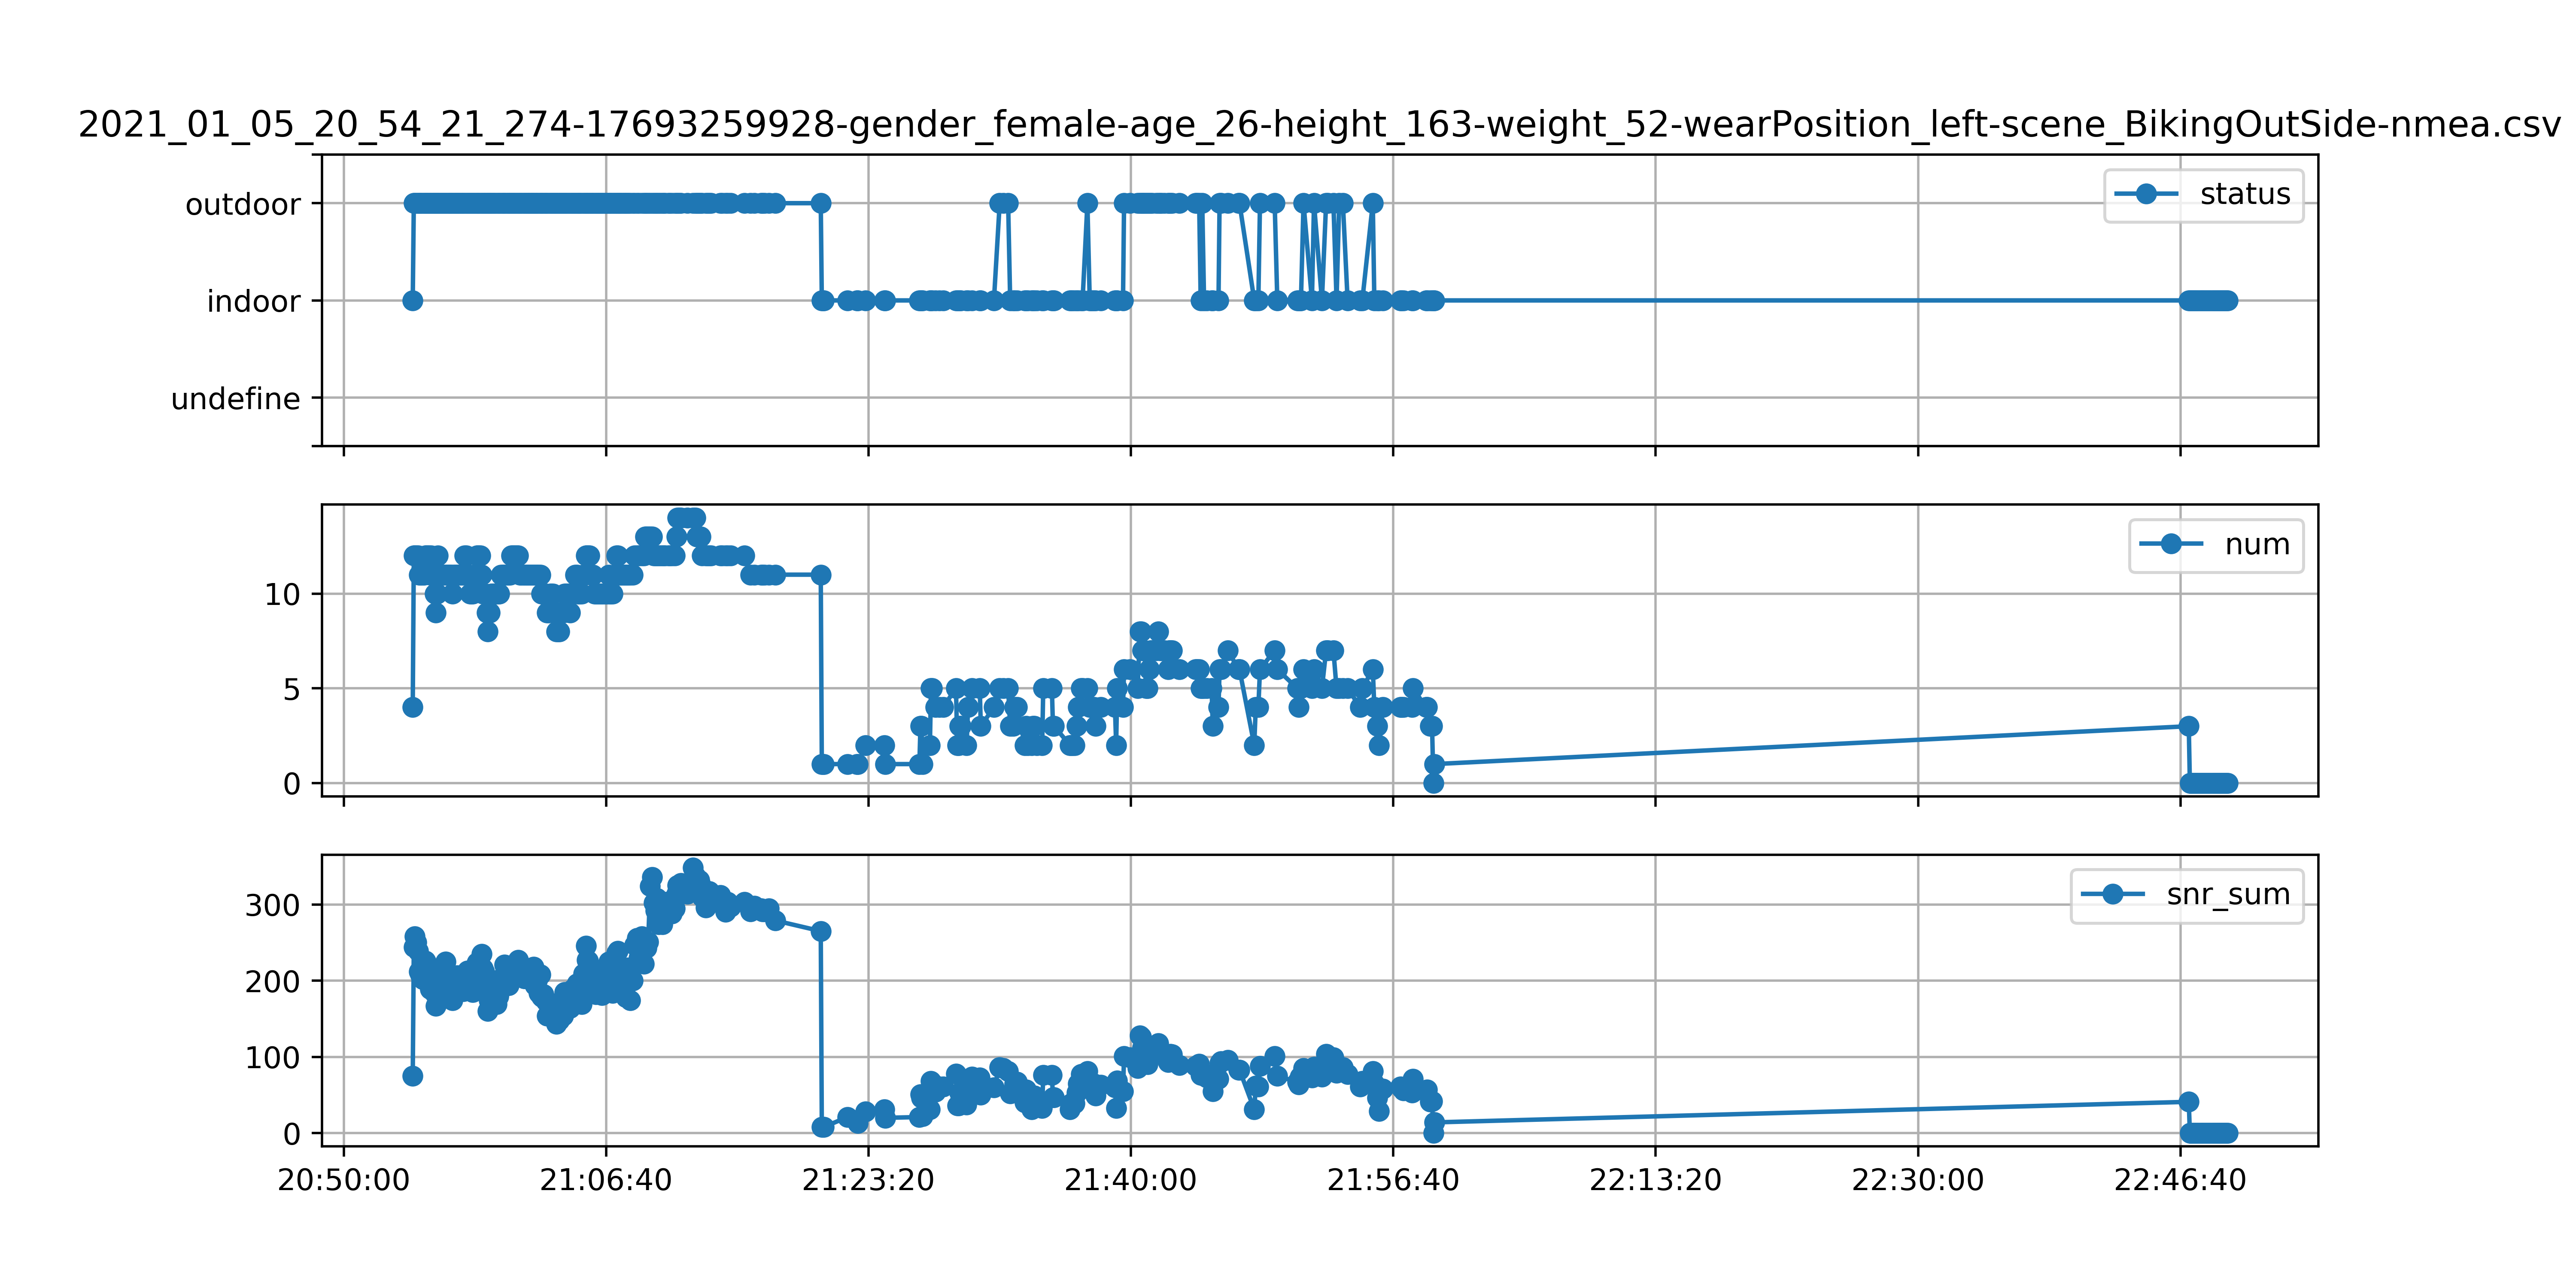 2021_01_05_20_54_21_274-17693259928-gender_female-age_26-height_163-weight_52-wearPosition_left-scene_BikingOutSide-nmea.csv
outdoor
indoor
undefine
status
10
5
0
num
300
200
100
0
snr_sum
20:50:00 21:06:40 21:23:20 21:40:00 21:56:40 22:13:20 22:30:00 22:46:40